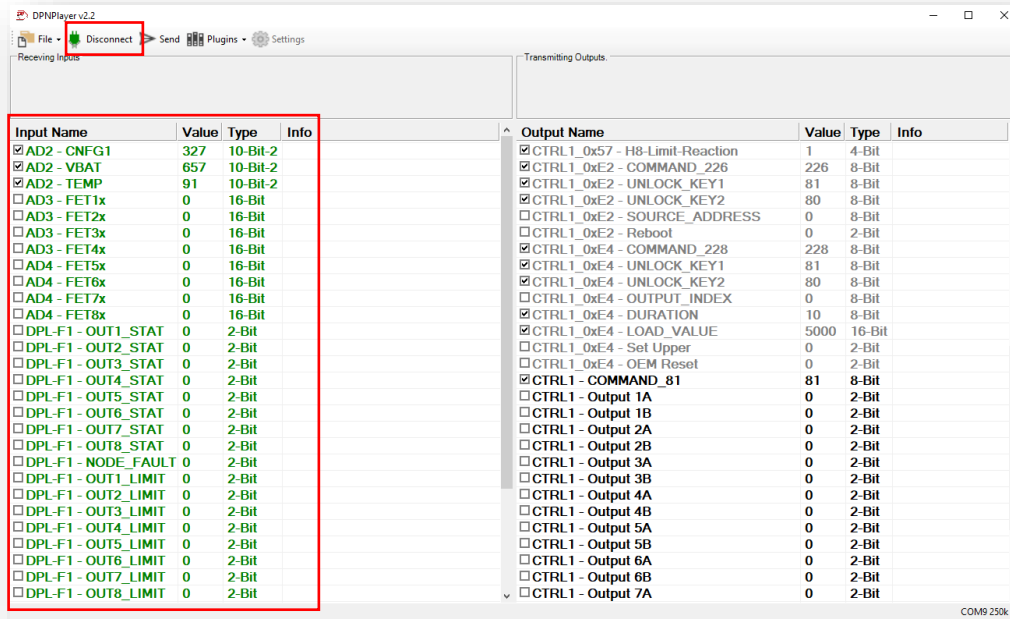 DPNPlayer v2.2
File Disconnect Send Plugins Settings
Receving Inputs
Transmitting Outputs.
Input Name Value Type Info
AD2 - CNFG1 327 10-Bit-2
AD2 - VBAT 657 10-Bit-2
AD2 - TEMP 91 10-Bit-2
AD3 - FET1x 0 16-Bit
AD3 - FET2x 0 16-Bit
AD3 - FET3x 0 16-Bit
AD3 - FET4x 0 16-Bit
AD4 - FET5x 0 16-Bit
AD4 - FET6x 0 16-Bit
AD4 - FET7x 0 16-Bit
AD4 - FET8x 0 16-Bit
DPL-F1 - OUT1_STAT 0 2-Bit
DPL-F1 - OUT2_STAT 0 2-Bit
DPL-F1 - OUT3_STAT 0 2-Bit
DPL-F1 - OUT4_STAT 0 2-Bit
DPL-F1 - OUT5_STAT 0 2-Bit
DPL-F1 - OUT6_STAT 0 2-Bit
DPL-F1 - OUT7_STAT 0 2-Bit
DPL-F1 - OUT8_STAT 0 2-Bit
DPL-F1 - NODE_FAULT 0 2-Bit
DPL-F1 - OUT1_LIMIT 0 2-Bit
DPL-F1 - OUT2_LIMIT 0 2-Bit
DPL-F1 - OUT3_LIMIT 0 2-Bit
DPL-F1 - OUT4_LIMIT 0 2-Bit
DPL-F1 - OUT5_LIMIT 0 2-Bit
DPL-F1 - OUT6_LIMIT 0 2-Bit
DPL-F1 - OUT7_LIMIT 0 2-Bit
DPL-F1 - OUT8_LIMIT 0 2-Bit
Output Name Value Type Info
CTRL1_0x57 - H8-Limit-Reaction 1 4-Bit
CTRL1_0xE2 - COMMAND_226 226 8-Bit
CTRL1_0xE2 - UNLOCK_KEY1 81 8-Bit
CTRL1_0xE2 - UNLOCK_KEY2 80 8-Bit
CTRL1_0xE2 - SOURCE_ADDRESS 0 8-Bit
CTRL1_0xE2 - Reboot 0 2-Bit
CTRL1_0xE4 - COMMAND_228 228 8-Bit
CTRL1_0xE4 - UNLOCK_KEY1 81 8-Bit
CTRL1_0xE4 - UNLOCK_KEY2 80 8-Bit
CTRL1_0xE4 - OUTPUT_INDEX 0 8-Bit
CTRL1_0xE4 - DURATION 10 8-Bit
CTRL1_0xE4 - LOAD_VALUE 5000 16-Bit
CTRL1_0xE4 - Set Upper 0 2-Bit
CTRL1_0xE4 - OEM Reset 0 2-Bit
CTRL1 - COMMAND_81 81 8-Bit
CTRL1 - Output 1A 0 2-Bit
CTRL1 - Output 1B 0 2-Bit
CTRL1 - Output 2A 0 2-Bit
CTRL1 - Output 2B 0 2-Bit
CTRL1 - Output 3A 0 2-Bit
CTRL1 - Output 3B 0 2-Bit
CTRL1 - Output 4A 0 2-Bit
CTRL1 - Output 4B 0 2-Bit
CTRL1 - Output 5A 0 2-Bit
CTRL1 - Output 5B 0 2-Bit
CTRL1 - Output 6A 0 2-Bit
CTRL1 - Output 6B 0 2-Bit
CTRL1 - Output 7A 0 2-Bit
COM9 250k